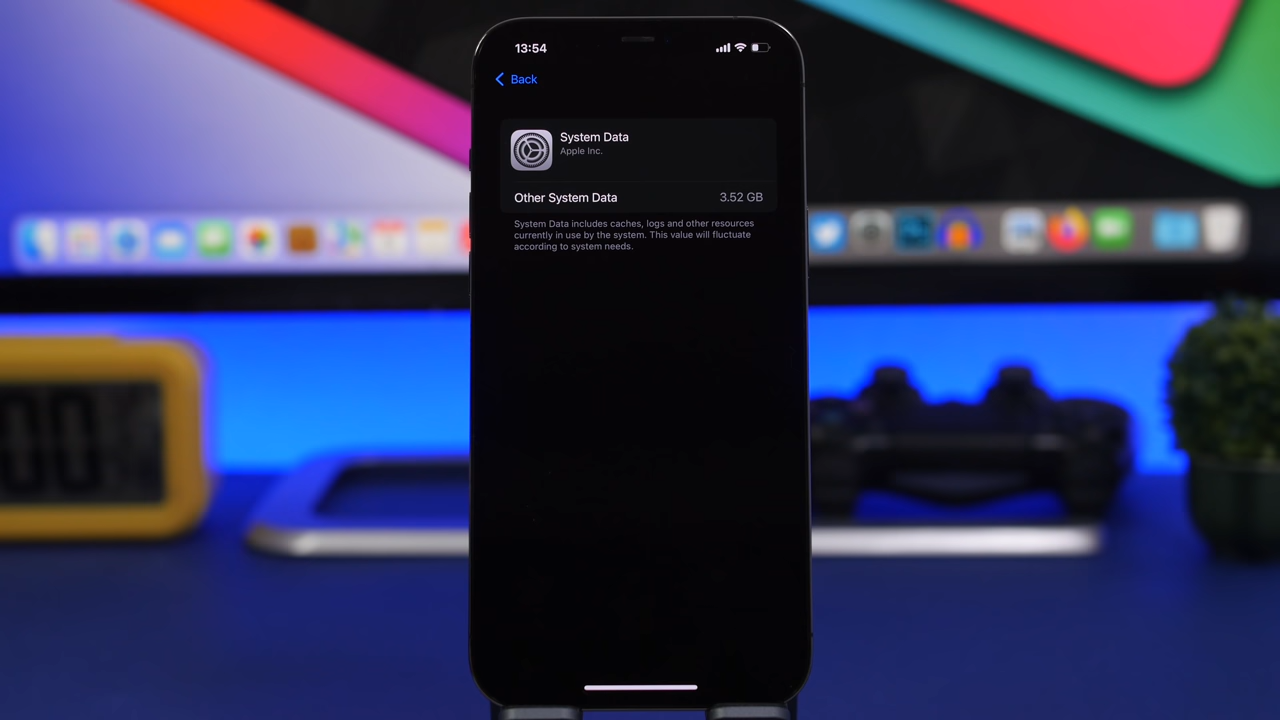 13:54
Back
System Data
Apple Inc.
Other System Data 3.52 GB
System Data includes caches, logs and other resources
currently in use by the system. This value will fluctuate
according to system needs.
00